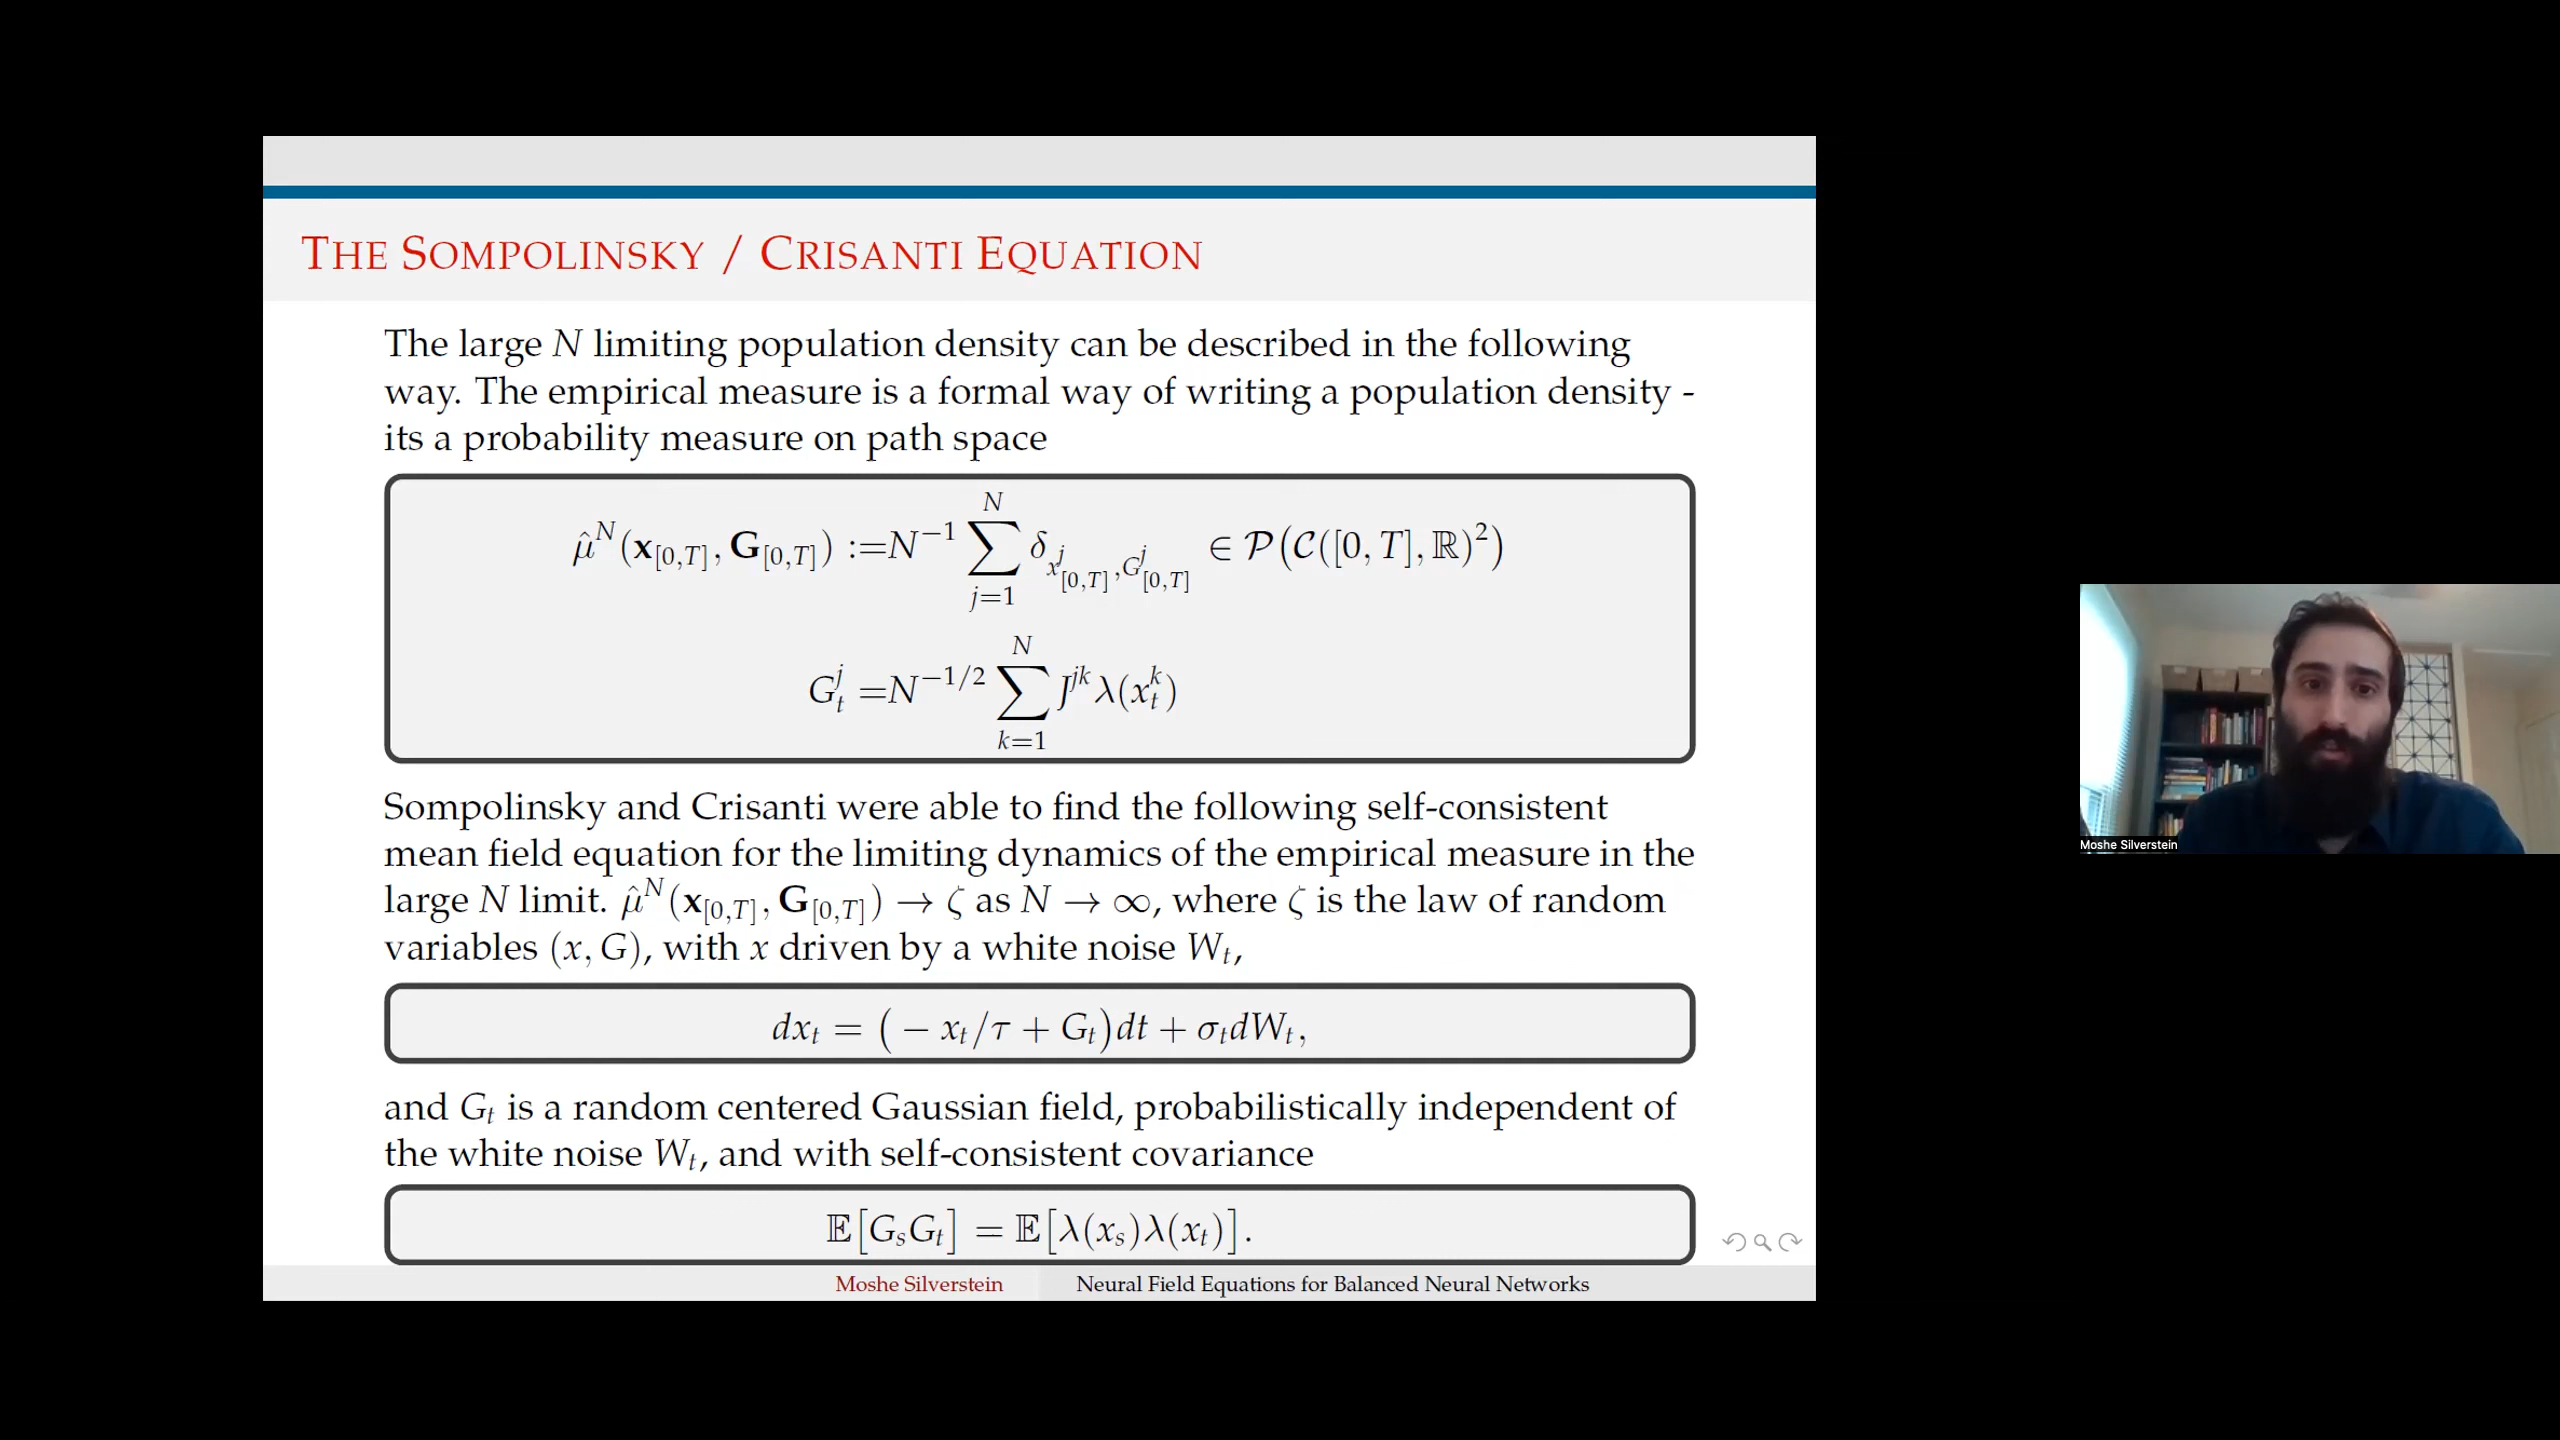 THE SOMPOLINSKY / CRISANTI EQUATION
The large N limiting population density can be described in the following
way. The empirical measure is a formal way of writing a population density -
its a probability measure on path space
μ̂^N(x_{[0,T]}, G_{[0,T]}) :=N^{-1} ∑_{j=1}^{N} δ_{x^j_{[0,T]}, G^j_{[0,T]}} ∈ 𝒫(𝒞([0, T], ℝ)^2)
G^j_t =N^{-1/2} ∑_{k=1}^{N} J^{jk} λ(x^k_t)
Sompolinsky and Crisanti were able to find the following self-consistent
mean field equation for the limiting dynamics of the empirical measure in the
large N limit. μ̂^N(x_{[0,T]}, G_{[0,T]}) → ζ as N → ∞, where ζ is the law of random
variables (x, G), with x driven by a white noise W_t,
dx_t = ( − x_t/τ + G_t)dt + σ_t dW_t,
and G_t is a random centered Gaussian field, probabilistically independent of
the white noise W_t, and with self-consistent covariance
𝔼[G_s G_t] = 𝔼[λ(x_s)λ(x_t)].
Moshe Silverstein Neural Field Equations for Balanced Neural Networks
Moshe Silverstein